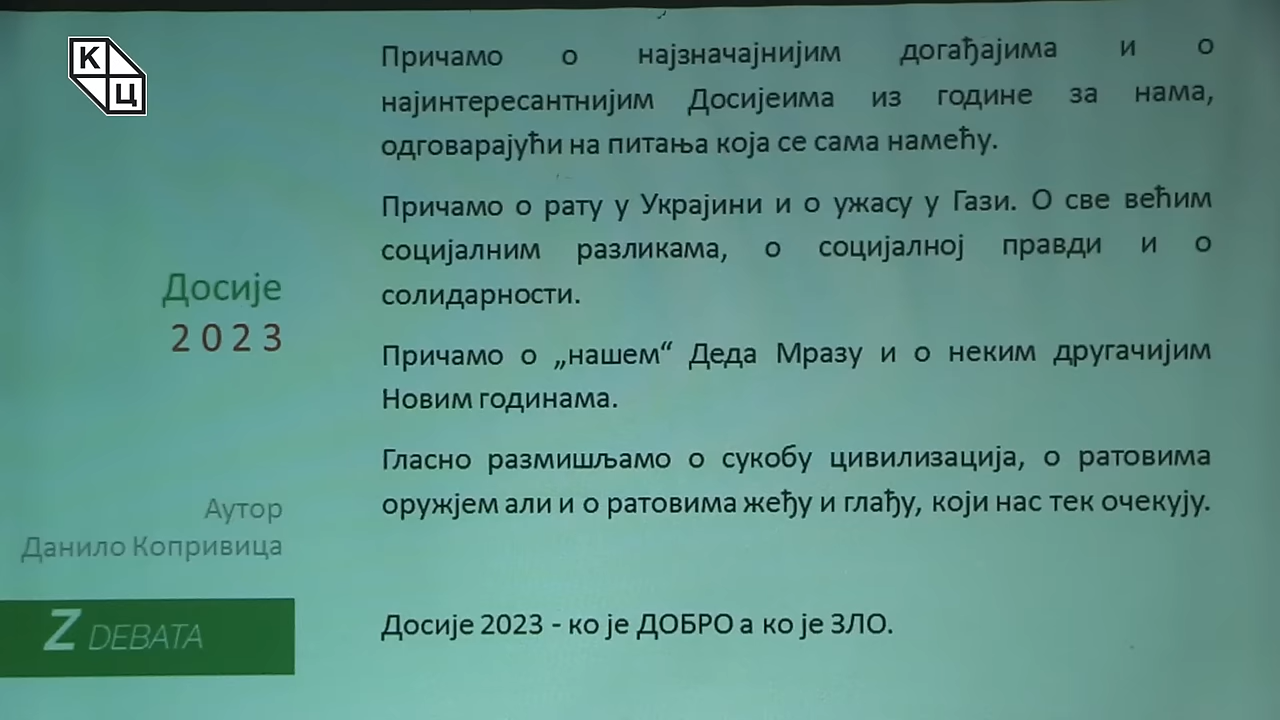 КЦ
Причамо о најзначајнијим догађајима и о
најинтересантнијим Досијеима из године за нама,
одговарајући на питања која се сама намећу.
Причамо о рату у Украјини и о ужасу у Гази. О све већим
социјалним разликама, о социјалној правди и о
солидарности.
Причамо о „нашем“ Деда Мразу и о неким другачијим
Новим годинама.
Гласно размишљамо о сукобу цивилизација, о ратовима
оружјем али и о ратовима жеђу и глађу, који нас тек очекују.
Досије 2023 - ко је ДОБРО а ко је ЗЛО.
Досије
2023
Аутор
Данило Копривица
Z DEBATA